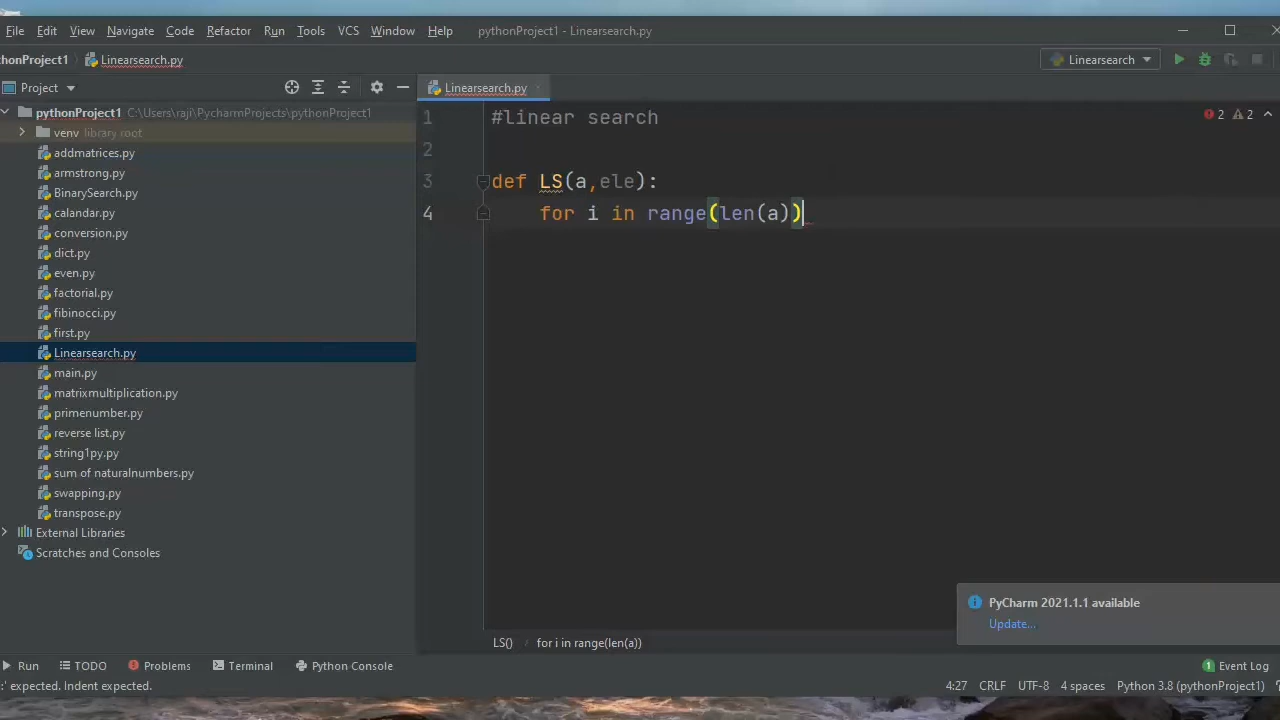 File Edit View Navigate Code Refactor Run Tools VCS Window Help pythonProject1 - Linearsearch.py
thonProject1 Linearsearch.py Linearsearch
Project Linearsearch.py
pythonProject1 C:\Users\raji\PycharmProjects\pythonProject1
venv library root
addmatrices.py
armstrong.py
BinarySearch.py
calandar.py
conversion.py
dict.py
even.py
factorial.py
fibinocci.py
first.py
Linearsearch.py
main.py
matrixmultiplication.py
primenumber.py
reverse list.py
string1py.py
sum of naturalnumbers.py
swapping.py
transpose.py
External Libraries
Scratches and Consoles
1 #linear search 2 2
2
3 def LS(a,ele):
4 for i in range(len(a))
PyCharm 2021.1.1 available
Update...
LS() for i in range(len(a))
Run TODO Problems Terminal Python Console 1 Event Log
:' expected. Indent expected. 4:27 CRLF UTF-8 4 spaces Python 3.8 (pythonProject1)